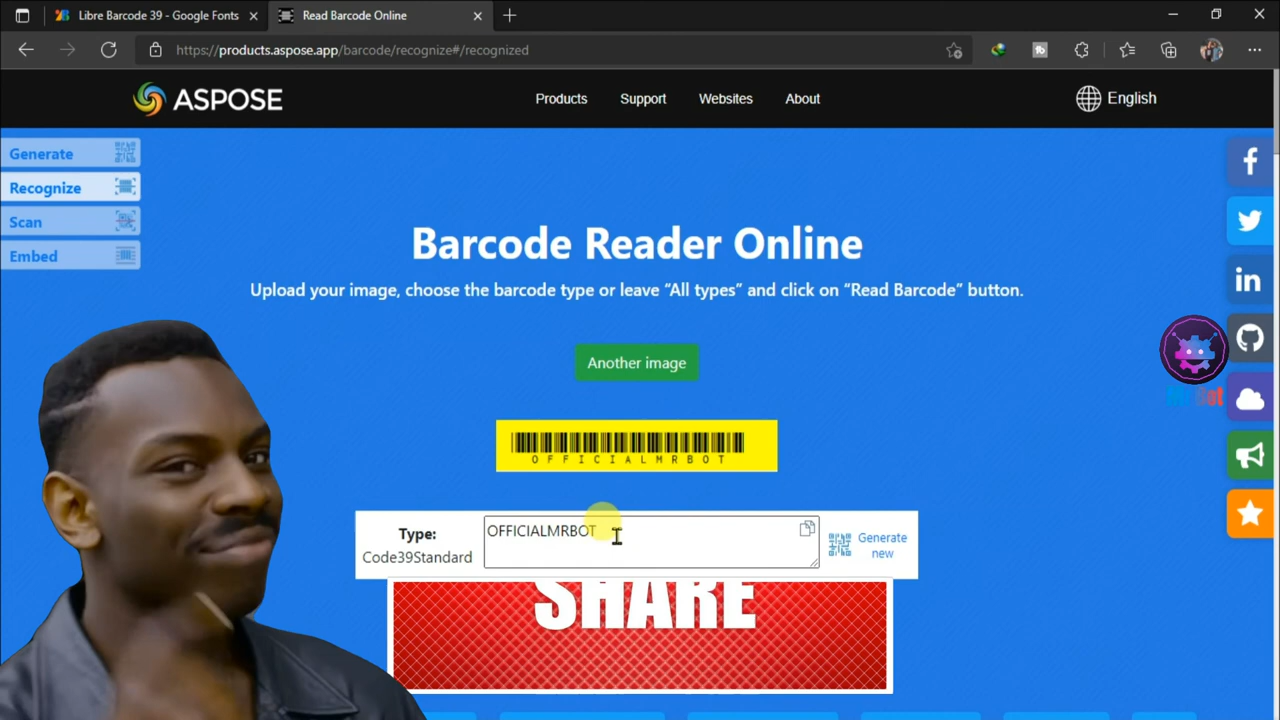 Libre Barcode 39 - Google Fonts
Read Barcode Online
https://products.aspose.app/barcode/recognize#/recognized
ASPOSE
Products
Support
Websites
About
English
Generate
Recognize
Scan
Embed
Barcode Reader Online
Upload your image, choose the barcode type or leave “All types” and click on “Read Barcode” button.
Another image
OFFICIALMRBOT
Type:
Code39Standard
OFFICIALMRBOT
Generate
new
SHARE